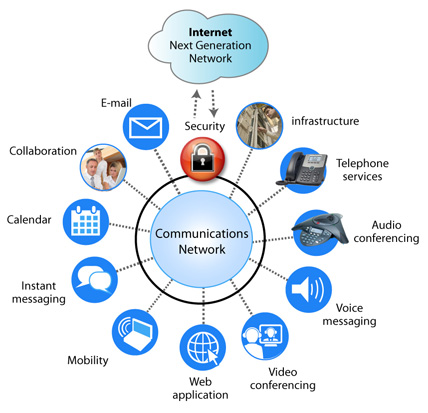 Internet
Next Generation
Network
E-mail
Security
infrastructure
Collaboration
Telephone
services
Calendar
Communications
Network
Audio
conferencing
Instant
messaging
Voice
messaging
Mobility
Web
application
Video
conferencing